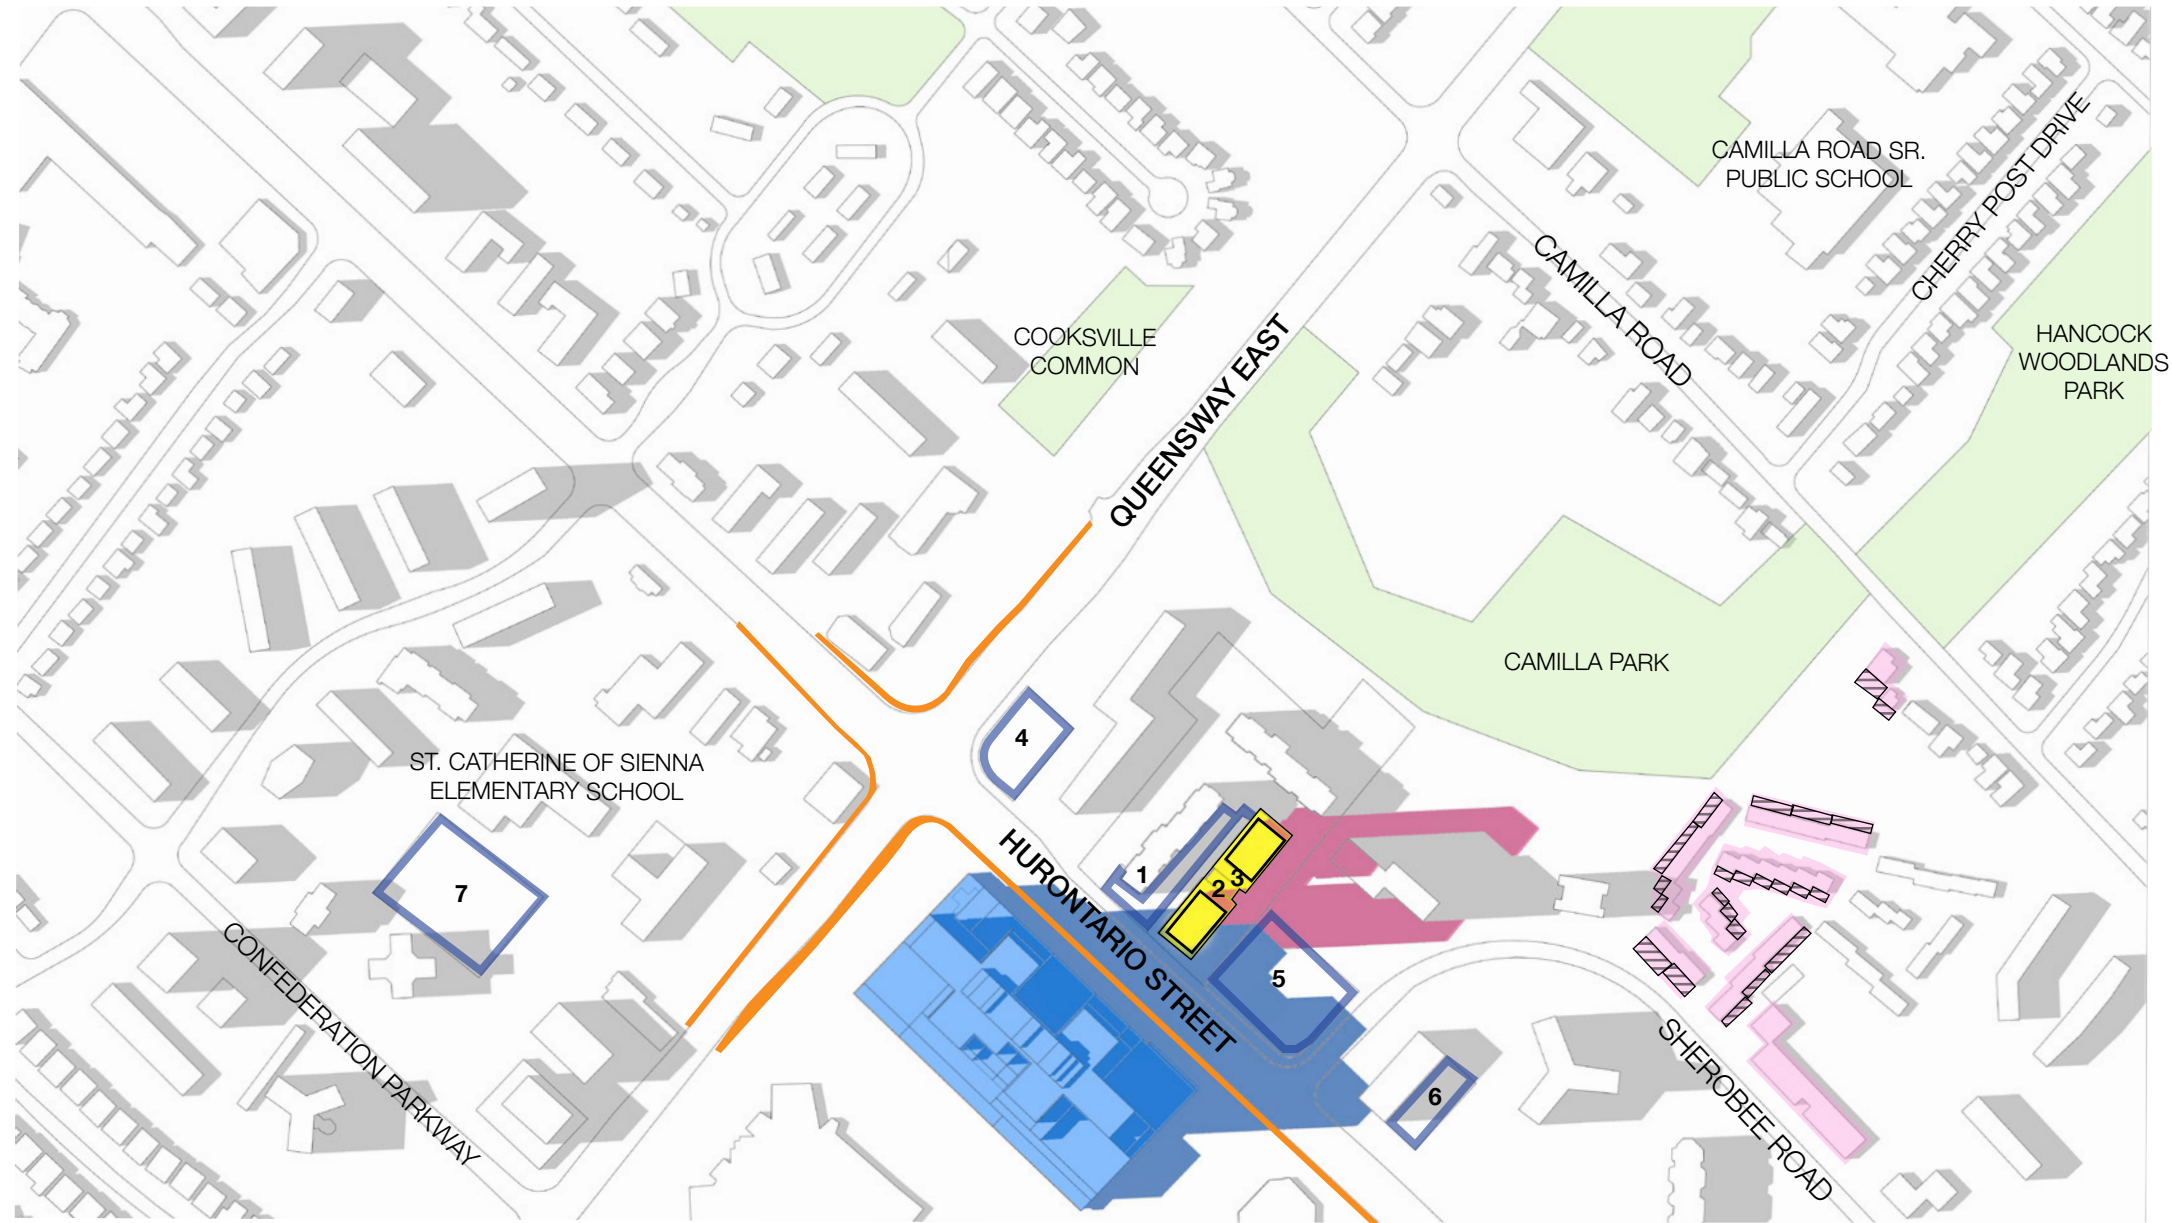 CAMILLA ROAD SR.
PUBLIC SCHOOL
CHERRY POST DRIVE
CAMILLA ROAD
HANCOCK
WOODLANDS
PARK
COOKSVILLE
COMMON
QUEENSWAY EAST
CAMILLA PARK
ST. CATHERINE OF SIENNA
ELEMENTARY SCHOOL
4
HURONTARIO STREET
1
2
3
7
5
6
CONFEDERATION PARKWAY
SHEROBEE ROAD